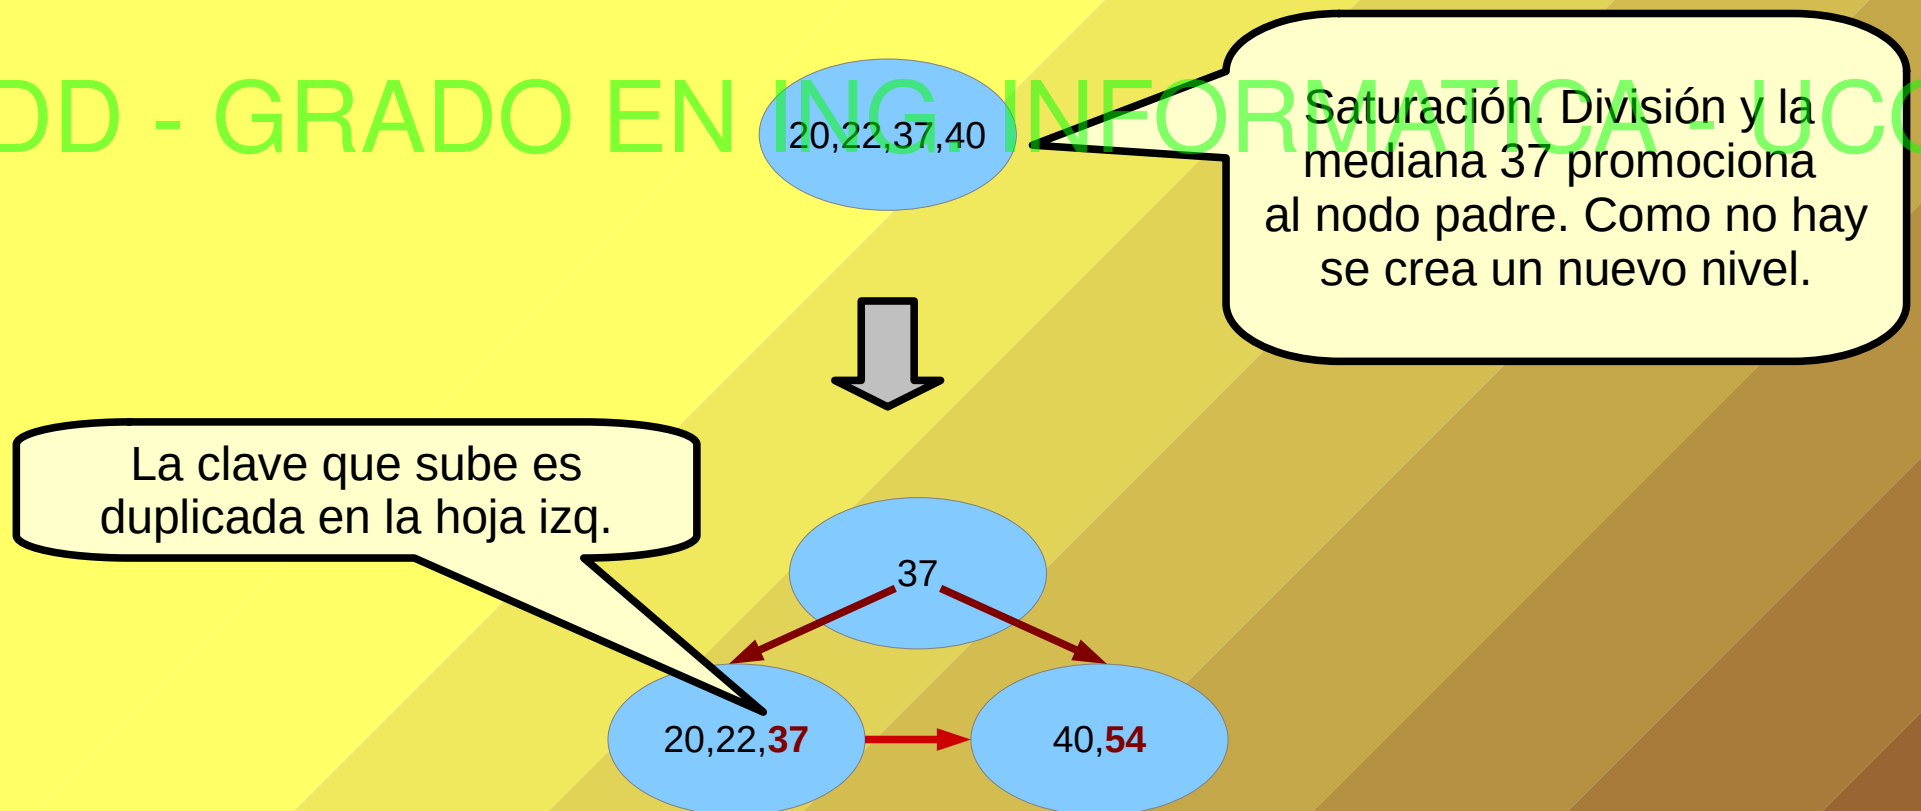 DD - GRADO EN ING. INFORMATICA - UCO
20,22,37,40
Saturación. División y la
mediana 37 promociona
al nodo padre. Como no hay
se crea un nuevo nivel.
La clave que sube es
duplicada en la hoja izq.
37
20,22,37
40,54